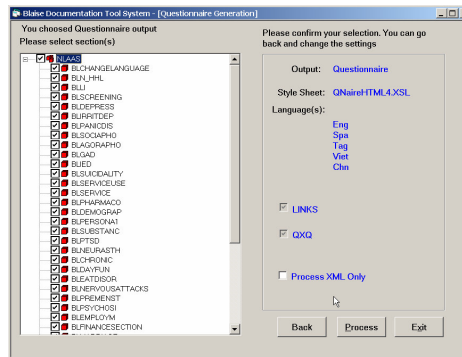 Blaise Documentation Tool System - [Questionnaire Generation]
You choosed Questionnaire output
Please select section(s)
NLAAS
BLCHANGELANGUAGE
BLN_HHL
BLLI
BLSCREENING
BLDEPRESS
BLIRRITDEP
BLPANICDIS
BLSOCIAPHO
BLAGORAPHO
BLGAD
BLIED
BLSUICIDALITY
BLSERVICEUSE
BLSERVICE
BLPHARMACO
BLDEMOGRAP
BLPERSONA1
BLSUBSTANC
BLPTSD
BLNEURASTH
BLCHRONIC
BLDAYFUN
BLEATDISOR
BLNERVOUSATTACKS
BLPREMENST
BLPSYCHOSI
BLEMPLOYM
BLFINANCESECTION
Please confirm your selection. You can go
back and change the settings
Output: Questionnaire
Style Sheet: QNaireHTML4.XSL
Language(s):
Eng
Spa
Tag
Viet
Chn
LINKS
QXQ
Process XML Only
Back Process Exit